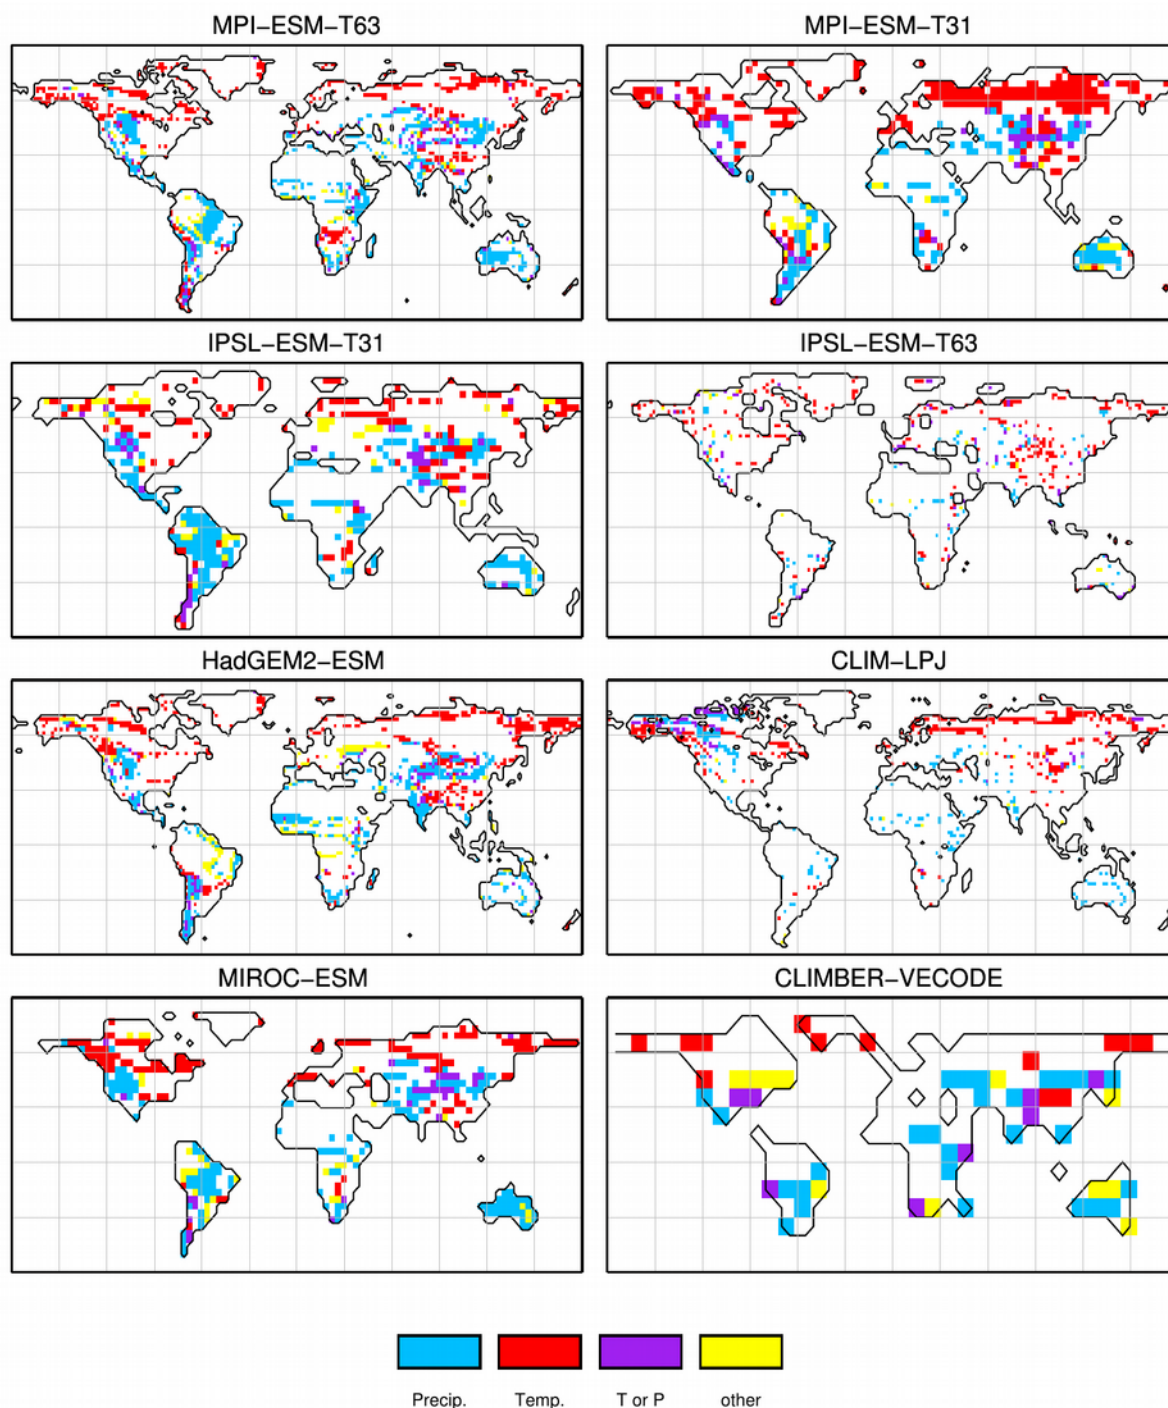 MPI−ESM−T63
MPI−ESM−T31
IPSL−ESM−T31
IPSL−ESM−T63
HadGEM2−ESM
CLIM−LPJ
MIROC−ESM
CLIMBER−VECODE
Precip.
Temp.
T or P
other